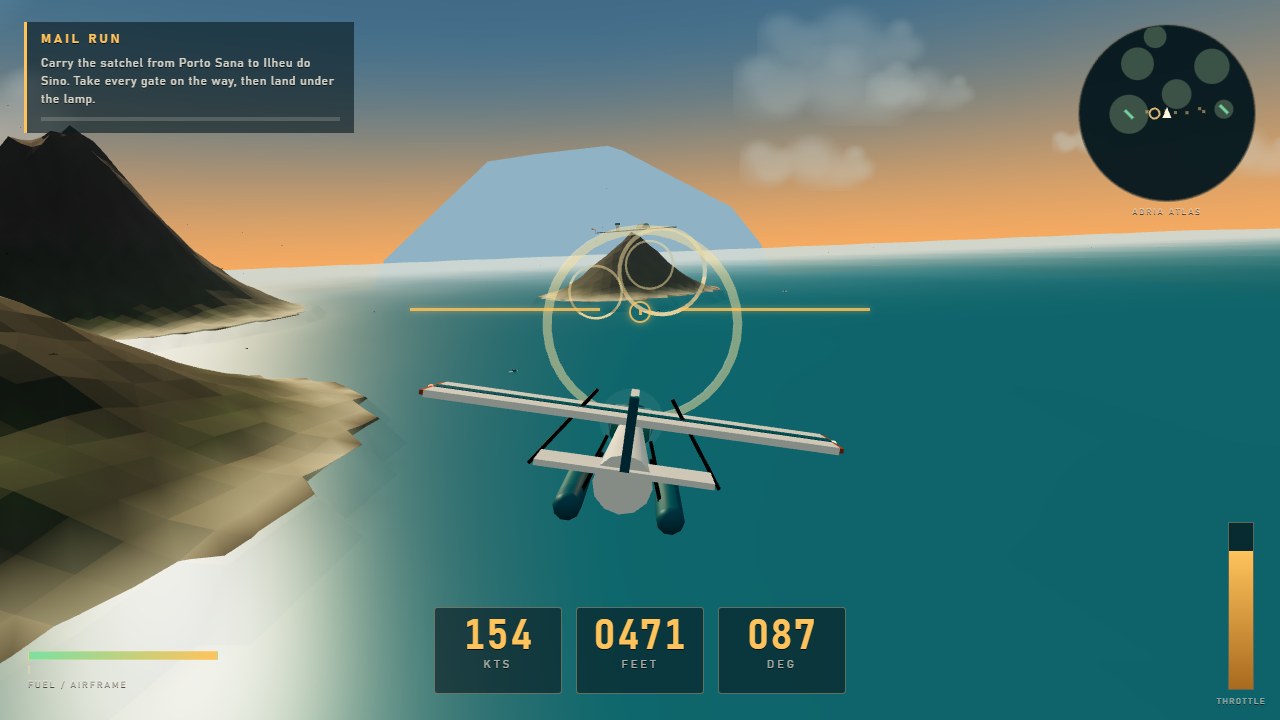 MAIL RUN
Carry the satchel from Porto Sana to Ilheu do
Sino. Take every gate on the way, then land under
the lamp.
ADRIA ATLAS
154
KTS
0471
FEET
087
DEG
FUEL / AIRFRAME
THROTTLE